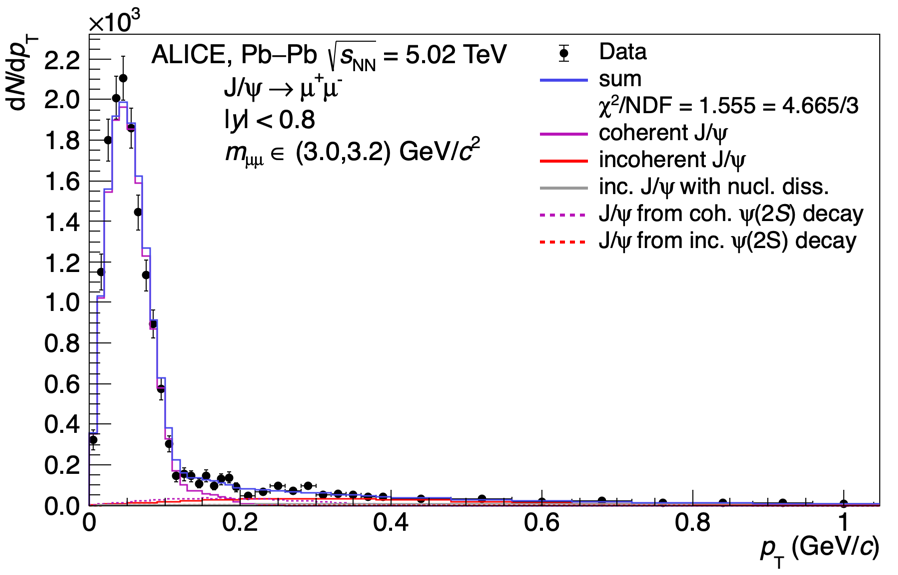 ×10³
dN/dp_T
ALICE, Pb–Pb √s_NN = 5.02 TeV
J/ψ → μ⁺μ⁻
|y| < 0.8
m_μμ ∈ (3.0,3.2) GeV/c²
Data
sum
χ²/NDF = 1.555 = 4.665/3
coherent J/ψ
incoherent J/ψ
inc. J/ψ with nucl. diss.
J/ψ from coh. ψ(2S) decay
J/ψ from inc. ψ(2S) decay
2.2
2.0
1.8
1.6
1.4
1.2
1.0
0.8
0.6
0.4
0.2
0.0
0 0.2 0.4 0.6 0.8 1
p_T (GeV/c)